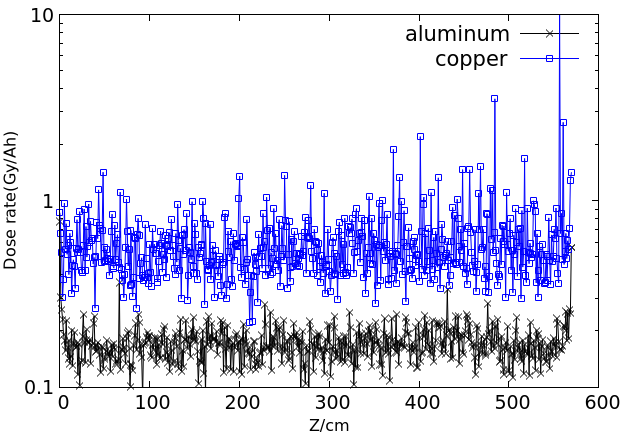 10
aluminum
copper
1
Dose rate(Gy/Ah)
0.1
0 100 200 300 400 500 600
Z/cm